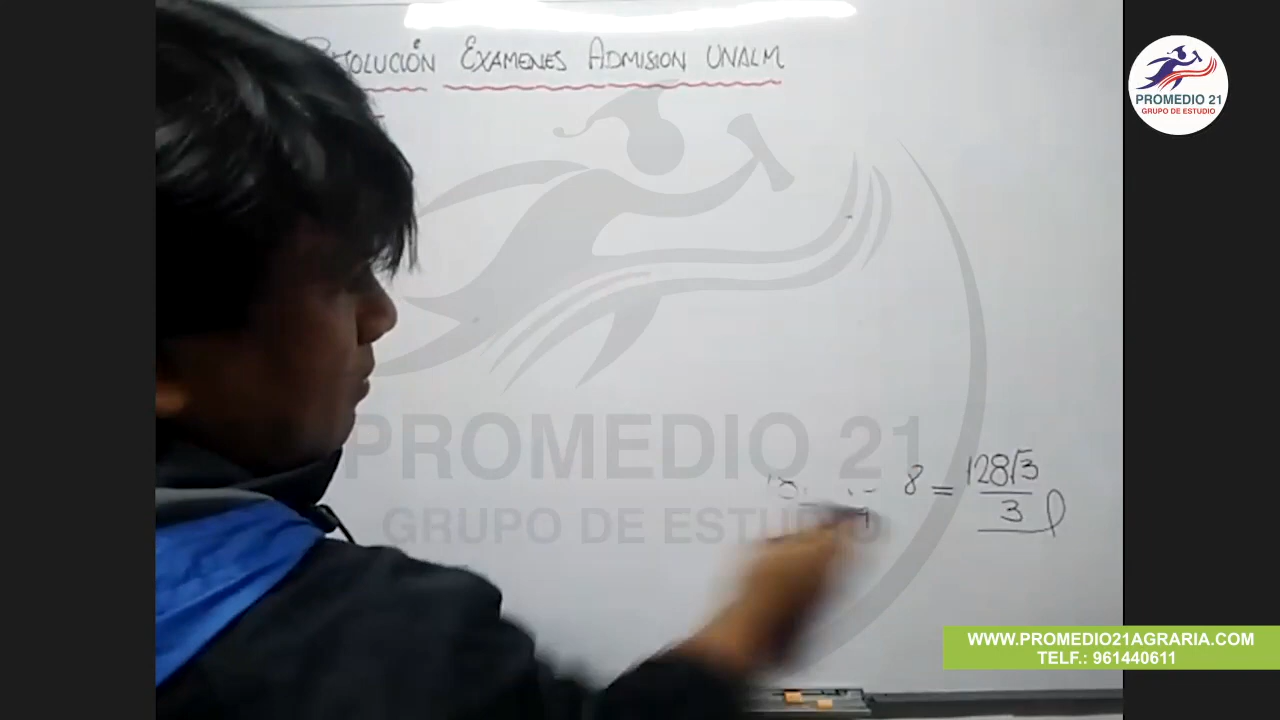 RESOLUCIÓN EXAMENES ADMISION UNALM
PROMEDIO 21
GRUPO DE ESTUDIO
PROMEDIO 21
GRUPO DE ESTUDIO
8 = 128√3
3
WWW.PROMEDIO21AGRARIA.COM
TELF.: 961440611